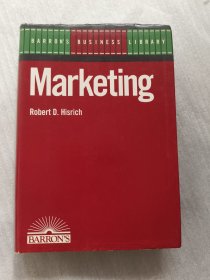 BARRON'S BUSINESS LIBRARY
Marketing
Robert D. Hisrich
BARRON'S